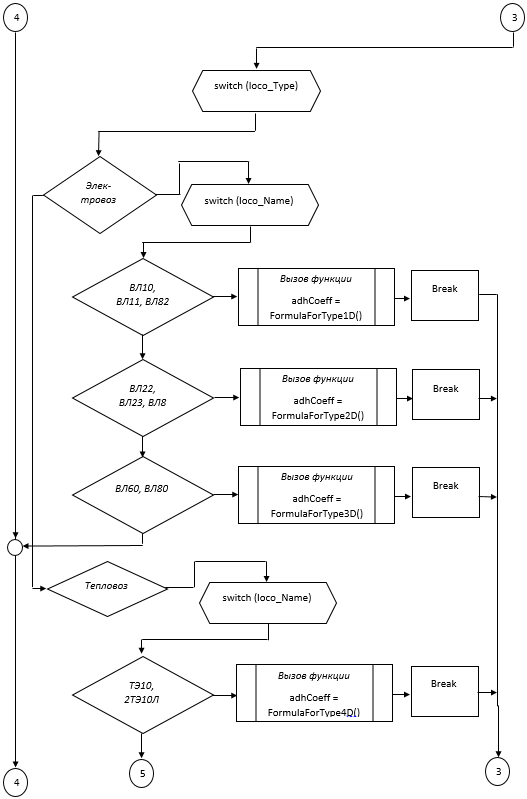 4
3
switch (loco_Type)
Элек-
тровоз
switch (loco_Name)
ВЛ10,
ВЛ11, ВЛ82
Вызов функции
adhCoeff =
FormulaForType1D()
Break
ВЛ22,
ВЛ23, ВЛ8
Вызов функции
adhCoeff =
FormulaForType2D()
Break
ВЛ60, ВЛ80
Вызов функции
adhCoeff =
FormulaForType3D()
Break
Тепловоз
switch (loco_Name)
ТЭ10,
2ТЭ10Л
Вызов функции
adhCoeff =
FormulaForType4D()
Break
4
5
3